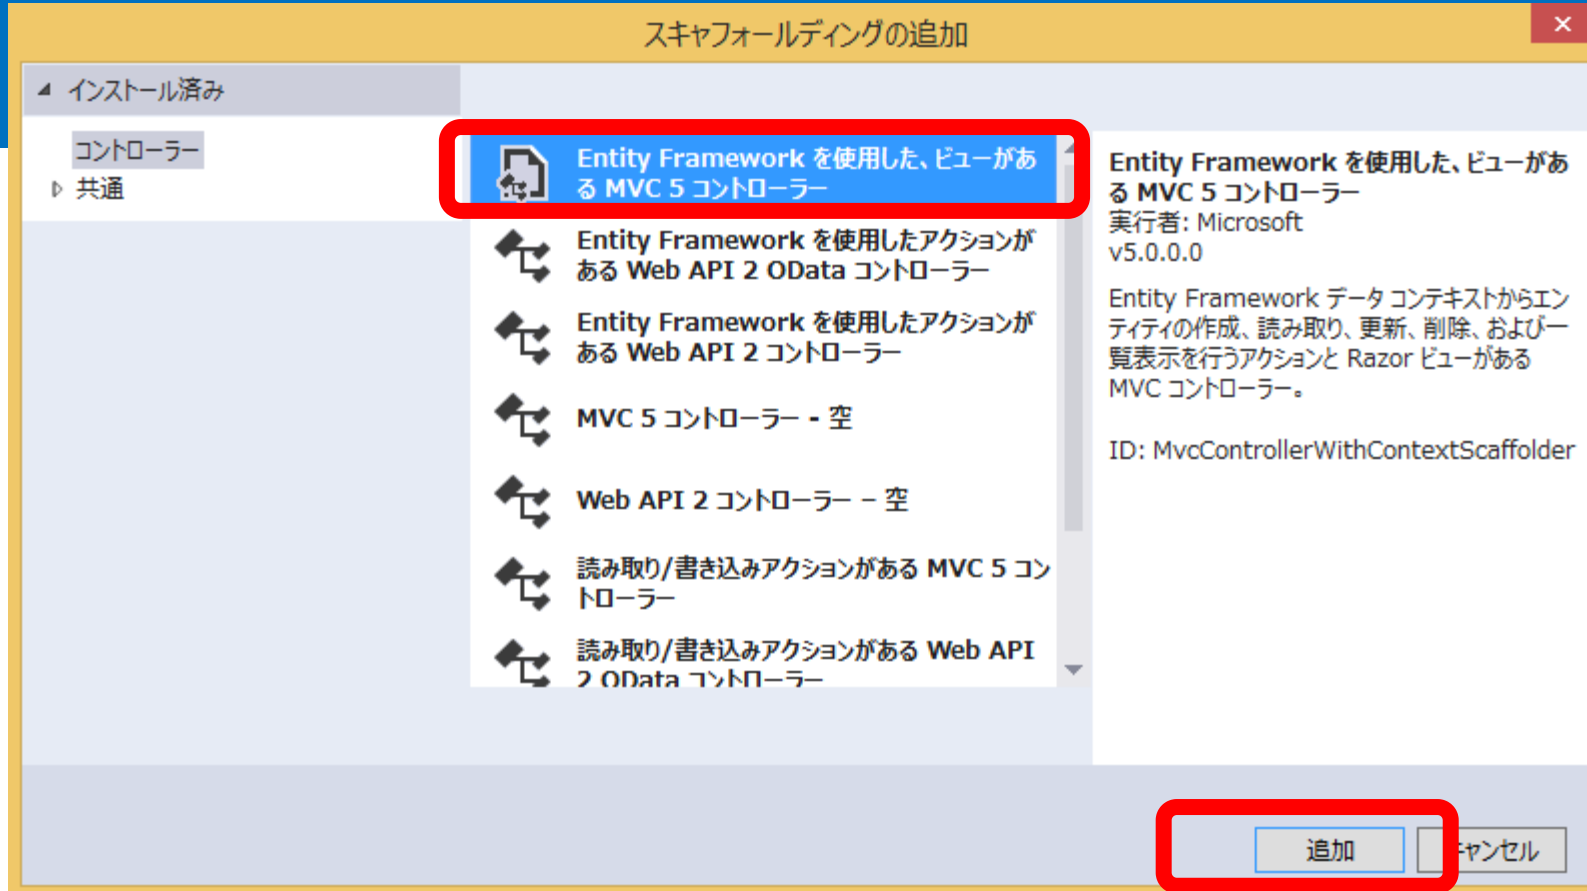 スキャフォールディングの追加
インストール済み
コントローラー
共通
Entity Framework を使用した、ビューがあ
る MVC 5 コントローラー
Entity Framework を使用したアクションが
ある Web API 2 OData コントローラー
Entity Framework を使用したアクションが
ある Web API 2 コントローラー
MVC 5 コントローラー - 空
Web API 2 コントローラー – 空
読み取り/書き込みアクションがある MVC 5 コン
トローラー
読み取り/書き込みアクションがある Web API
2 OData コントローラー
Entity Framework を使用した、ビューがあ
る MVC 5 コントローラー
実行者: Microsoft
v5.0.0.0
Entity Framework データ コンテキストからエン
ティティの作成、読み取り、更新、削除、および一
覧表示を行うアクションと Razor ビューがある
MVC コントローラー。
ID: MvcControllerWithContextScaffolder
追加
キャンセル